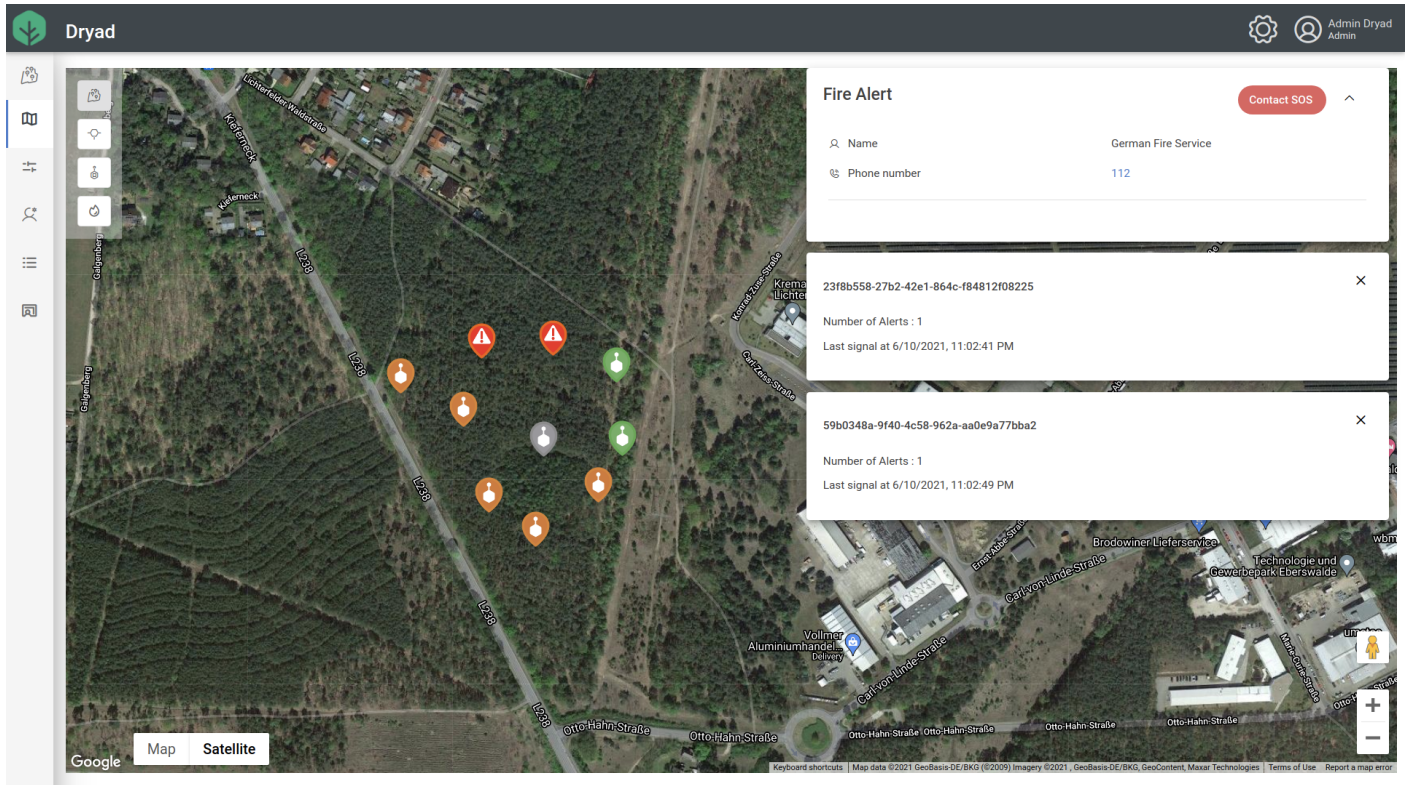 Dryad
Admin Dryad
Admin
Fire Alert
Contact SOS
Name
German Fire Service
Phone number
112
23f8b558-27b2-42e1-864c-f84812f08225
Number of Alerts : 1
Last signal at 6/10/2021, 11:02:41 PM
59b0348a-9f40-4c58-962a-aa0e9a77bba2
Number of Alerts : 1
Last signal at 6/10/2021, 11:02:49 PM
Lichterfelder Waldstraße
Kieferneck
Kieferneck
Galgenberg
L238
Galgenberg
L238
L238
L238
L238
Konrad-Zuse-Straße
Krema
Lichte
Carl-Zeiss-Straße
Ernst-Abbe-Straße
Brodowiner Lieferservice
wbm
Technologie und
Gewerbepark Eberswalde
Carl-von-Linde-Straße
Vollmer
Aluminiumhandel...
Delivery
Carl-von-Linde-Straße
Marie-Curie-Straße
Otto-Hahn-Straße
Otto-Hahn-Straße
Otto-Hahn-Straße
Otto-Hahn-Straße
Otto-Hahn-Straße
Otto-Hahn-Straße
Map
Satellite
Google
Keyboard shortcuts
Map data ©2021 GeoBasis-DE/BKG (©2009) Imagery ©2021 , GeoBasis-DE/BKG, GeoContent, Maxar Technologies
Terms of Use
Report a map error